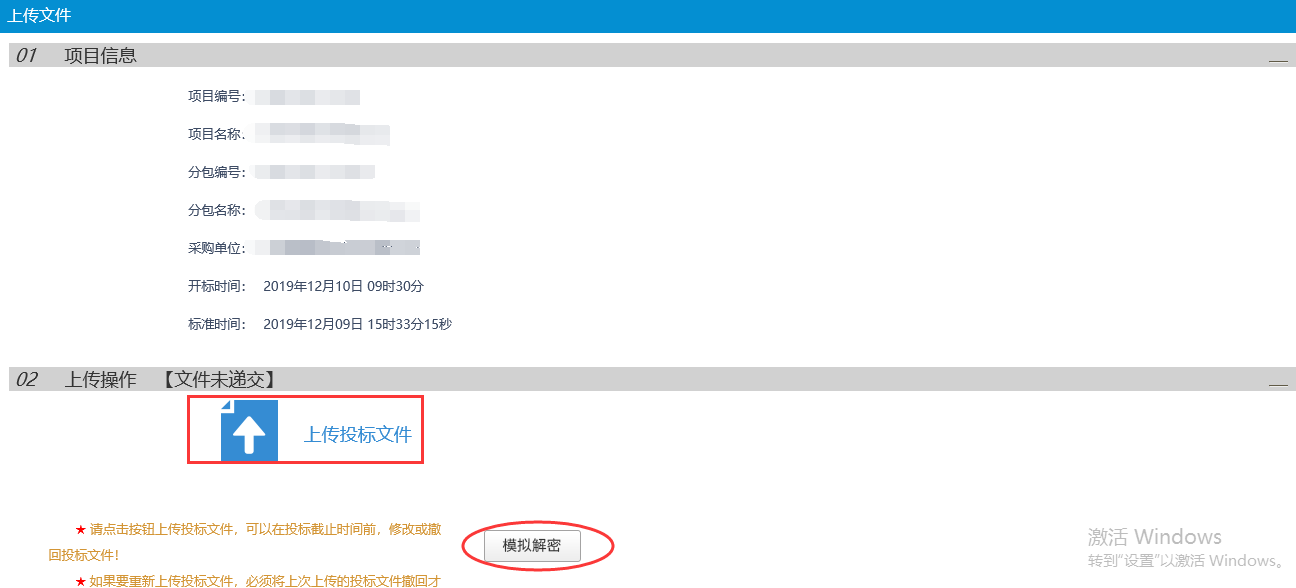 上传文件
01 项目信息
项目编号:
项目名称.
分包编号:
分包名称:
采购单位:
开标时间: 2019年12月10日 09时30分
标准时间: 2019年12月09日 15时33分15秒
02 上传操作 【文件未递交】
上传投标文件
★ 请点击按钮上传投标文件，可以在投标截止时间前，修改或撤
回投标文件!
★ 如果要重新上传投标文件，必须将上次上传的投标文件撤回才
模拟解密
激活 Windows
转到"设置"以激活 Windows。